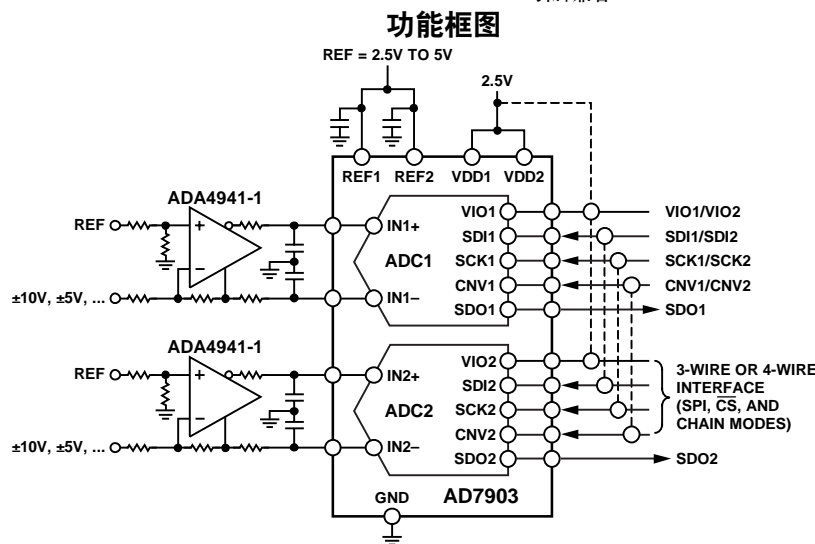 功能框图
REF = 2.5V TO 5V
2.5V
REF1 REF2 VDD1 VDD2
ADA4941-1
REF
IN1+
IN1–
±10V, ±5V, ...
ADC1
VIO1
SDI1
SCK1
CNV1
SDO1
VIO1/VIO2
SDI1/SDI2
SCK1/SCK2
CNV1/CNV2
SDO1
ADA4941-1
REF
IN2+
IN2–
±10V, ±5V, ...
ADC2
VIO2
SDI2
SCK2
CNV2
SDO2
3-WIRE OR 4-WIRE
INTERFACE
(SPI, CS, AND
CHAIN MODES)
SDO2
GND
AD7903